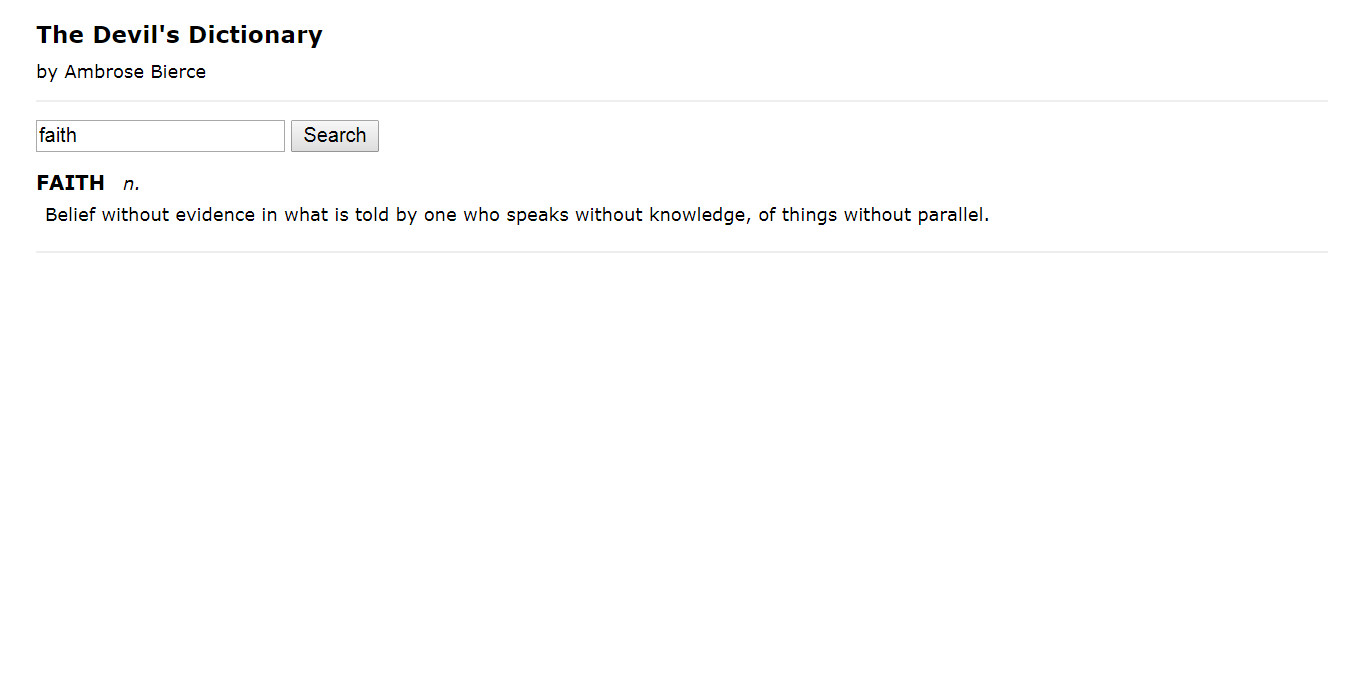 The Devil's Dictionary
by Ambrose Bierce
faith Search
FAITH n.
Belief without evidence in what is told by one who speaks without knowledge, of things without parallel.